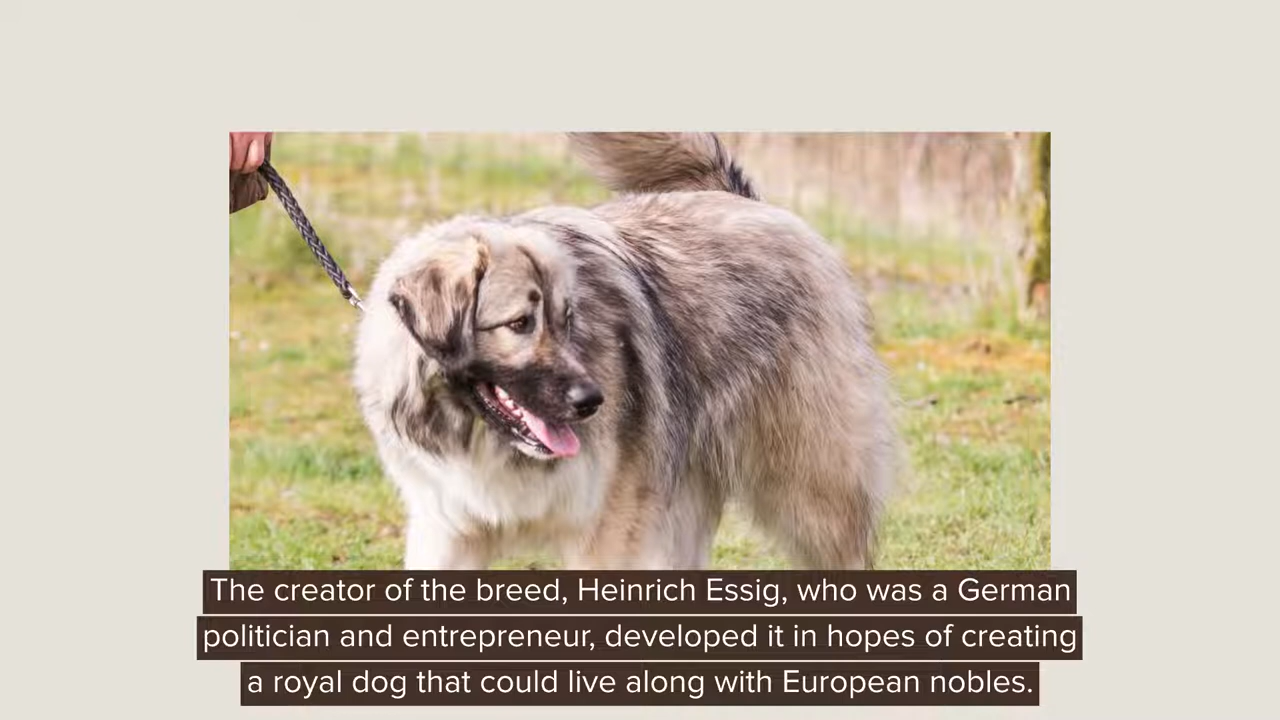 The creator of the breed, Heinrich Essig, who was a German
politician and entrepreneur, developed it in hopes of creating
a royal dog that could live along with European nobles.